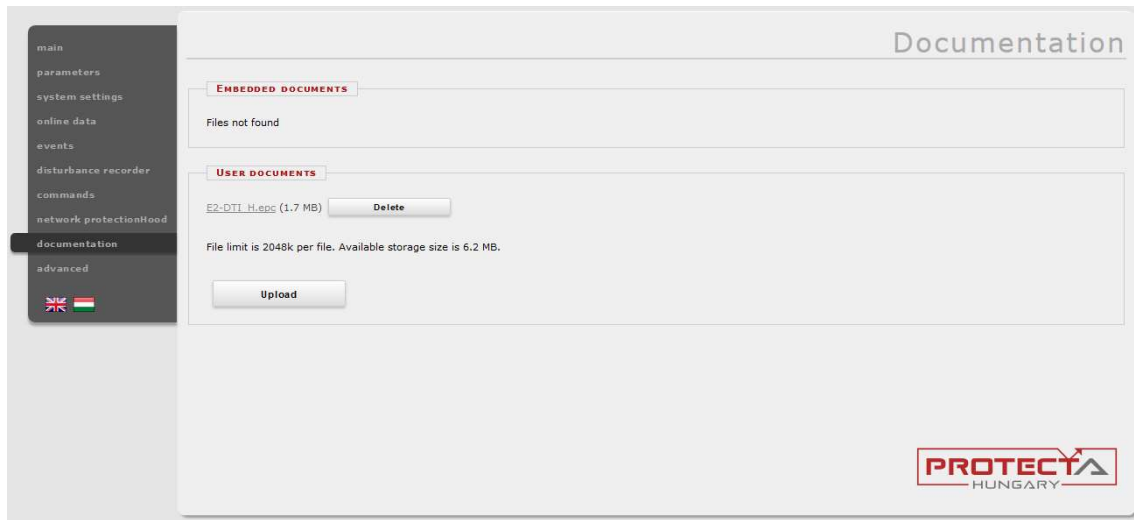 main
parameters
system settings
online data
events
disturbance recorder
commands
network protectionHood
documentation
advanced
Documentation
EMBEDDED DOCUMENTS
Files not found
USER DOCUMENTS
E2-DTI_H.epc (1.7 MB) Delete
File limit is 2048k per file. Available storage size is 6.2 MB.
Upload
PROTECTA
HUNGARY